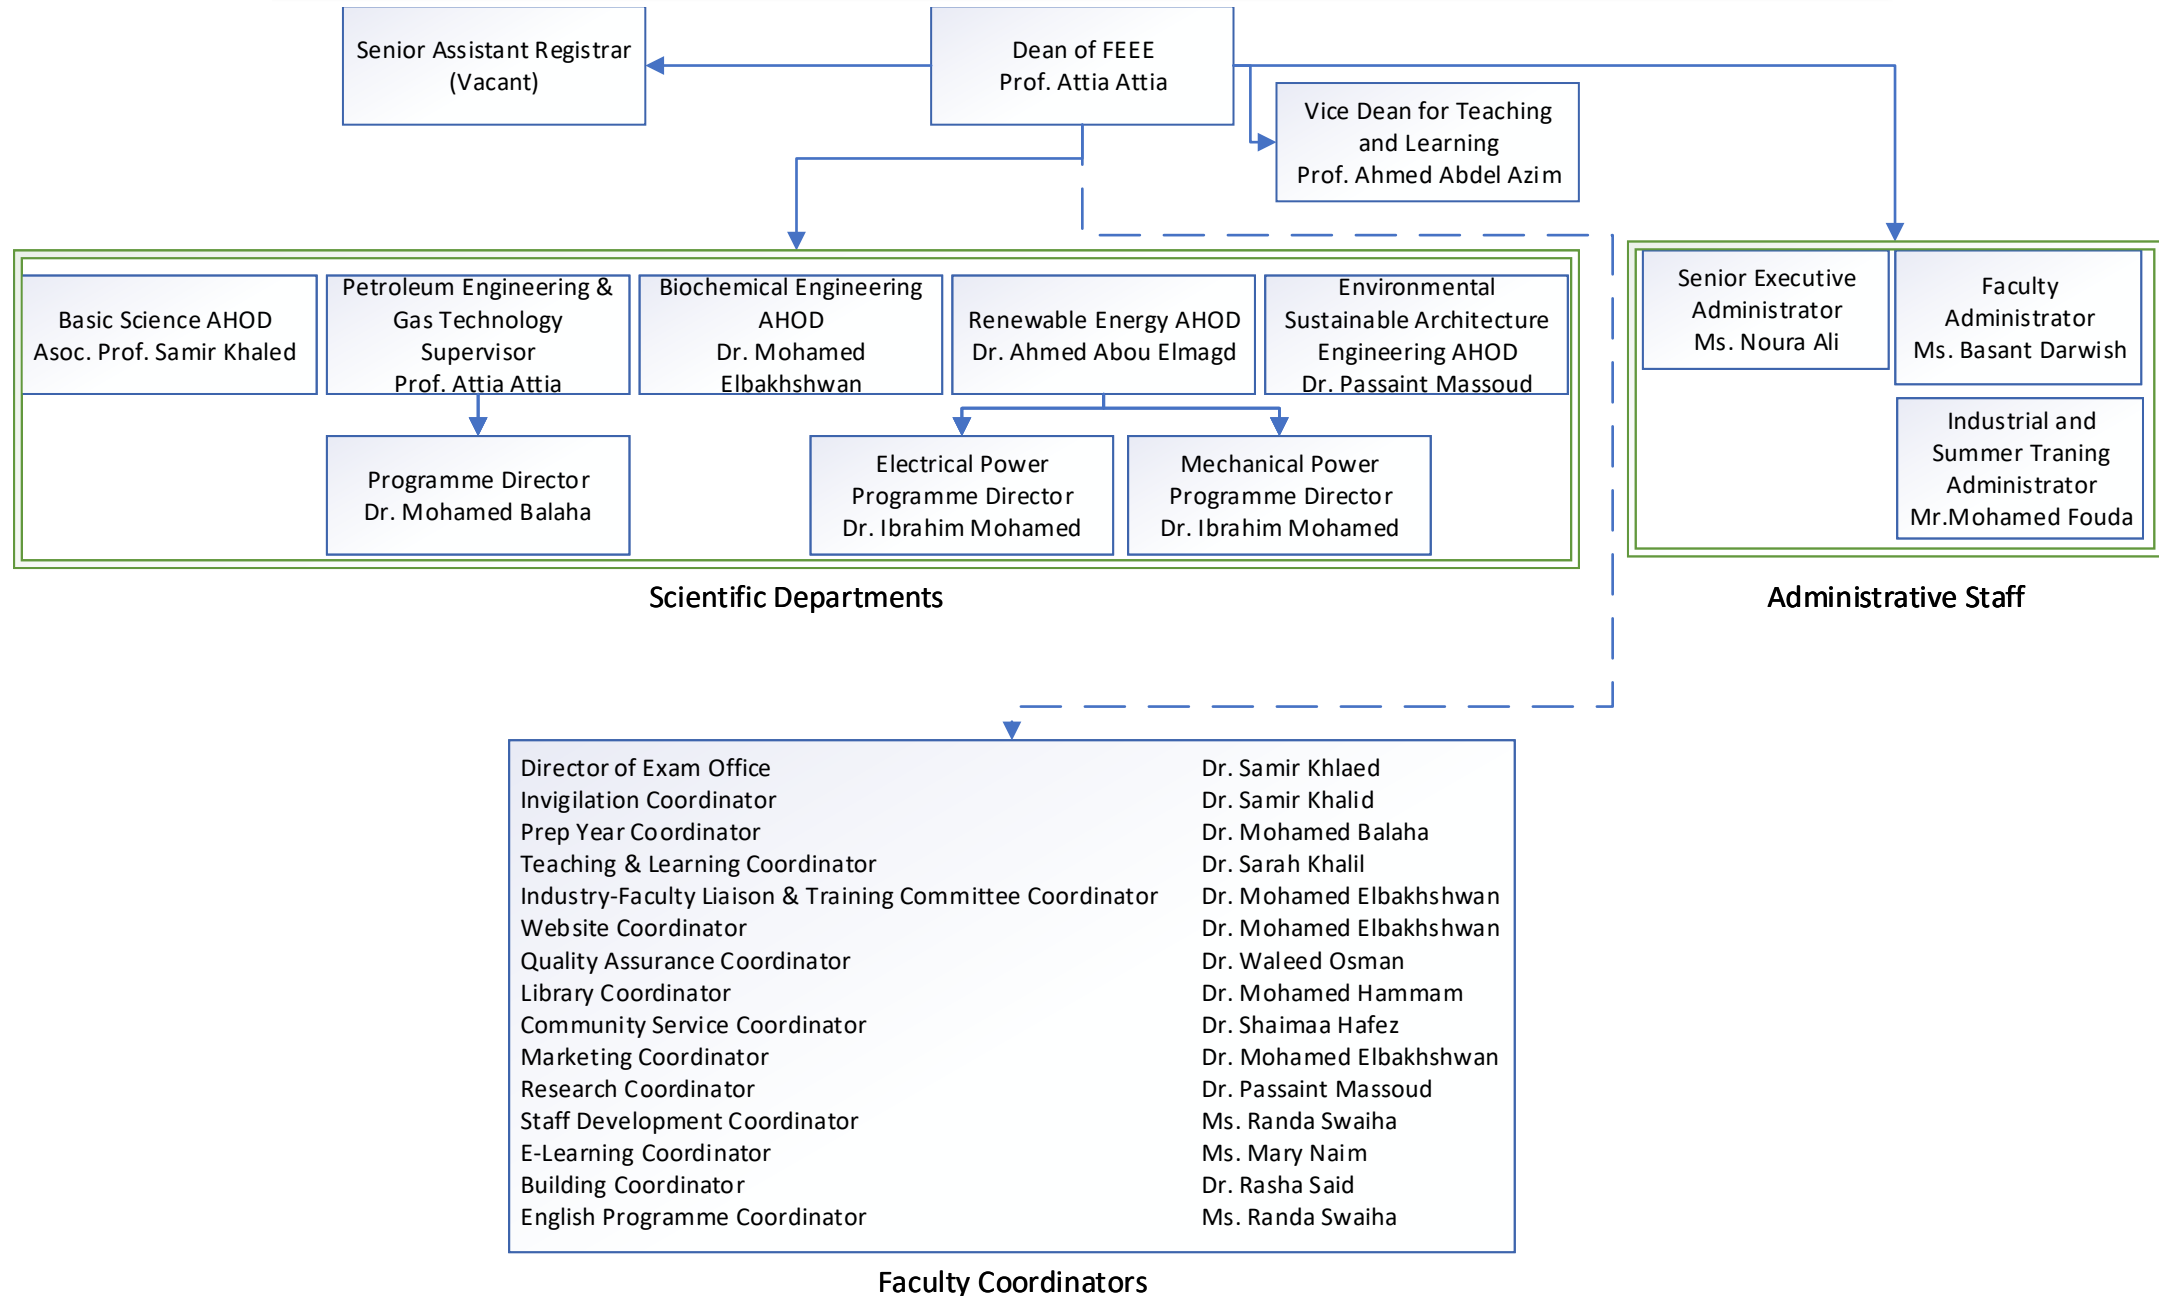 Senior Assistant Registrar
(Vacant)
Dean of FEEE
Prof. Attia Attia
Vice Dean for Teaching
and Learning
Prof. Ahmed Abdel Azim
Basic Science AHOD
Asoc. Prof. Samir Khaled
Petroleum Engineering &
Gas Technology
Supervisor
Prof. Attia Attia
Biochemical Engineering
AHOD
Dr. Mohamed
Elbakhshwan
Renewable Energy AHOD
Dr. Ahmed Abou Elmagd
Environmental
Sustainable Architecture
Engineering AHOD
Dr. Passaint Massoud
Programme Director
Dr. Mohamed Balaha
Electrical Power
Programme Director
Dr. Ibrahim Mohamed
Mechanical Power
Programme Director
Dr. Ibrahim Mohamed
Scientific Departments
Senior Executive
Administrator
Ms. Noura Ali
Faculty
Administrator
Ms. Basant Darwish
Industrial and
Summer Traning
Administrator
Mr.Mohamed Fouda
Administrative Staff
Director of Exam Office Dr. Samir Khlaed
Invigilation Coordinator Dr. Samir Khalid
Prep Year Coordinator Dr. Mohamed Balaha
Teaching & Learning Coordinator Dr. Sarah Khalil
Industry-Faculty Liaison & Training Committee Coordinator Dr. Mohamed Elbakhshwan
Website Coordinator Dr. Mohamed Elbakhshwan
Quality Assurance Coordinator Dr. Waleed Osman
Library Coordinator Dr. Mohamed Hammam
Community Service Coordinator Dr. Shaimaa Hafez
Marketing Coordinator Dr. Mohamed Elbakhshwan
Research Coordinator Dr. Passaint Massoud
Staff Development Coordinator Ms. Randa Swaiha
E-Learning Coordinator Ms. Mary Naim
Building Coordinator Dr. Rasha Said
English Programme Coordinator Ms. Randa Swaiha
Faculty Coordinators